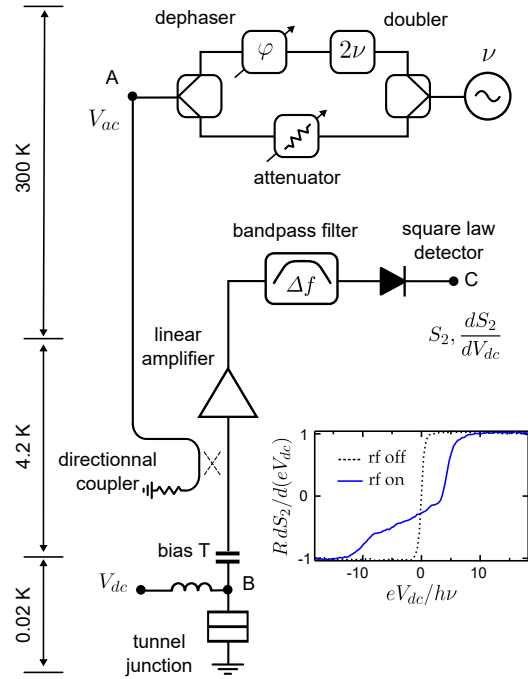 dephaser
doubler
φ
2ν
ν
A
V_ac
attenuator
300 K
bandpass filter
square law
detector
Δf
C
S_2, dS_2/dV_dc
linear
amplifier
4.2 K
directionnal
coupler
bias T
V_dc
B
0.02 K
tunnel
junction
R dS_2/d(eV_dc)
1
0
-1
rf off
rf on
-10
0
10
eV_dc/hν